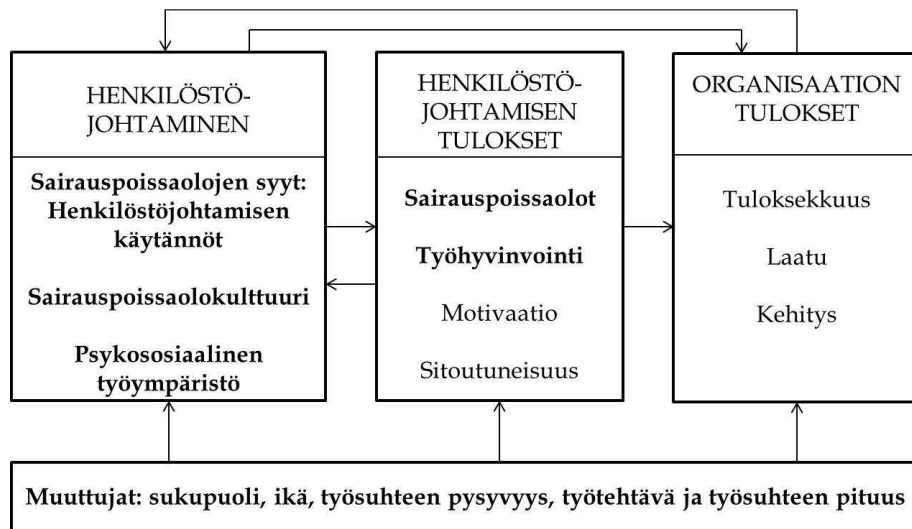 HENKILÖSTÖ-
JOHTAMINEN
Sairauspoissaolojen syyt:
Henkilöstöjohtamisen
käytännöt
Sairauspoissaolokulttuuri
Psykososiaalinen
työympäristö
HENKILÖSTÖ-
JOHTAMISEN
TULOKSET
Sairauspoissaolot
Työhyvinvointi
Motivaatio
Sitoutuneisuus
ORGANISAATION
TULOKSET
Tuloksekkuus
Laatu
Kehitys
Muuttujat: sukupuoli, ikä, työsuhteen pysyvyys, työtehtävä ja työsuhteen pituus